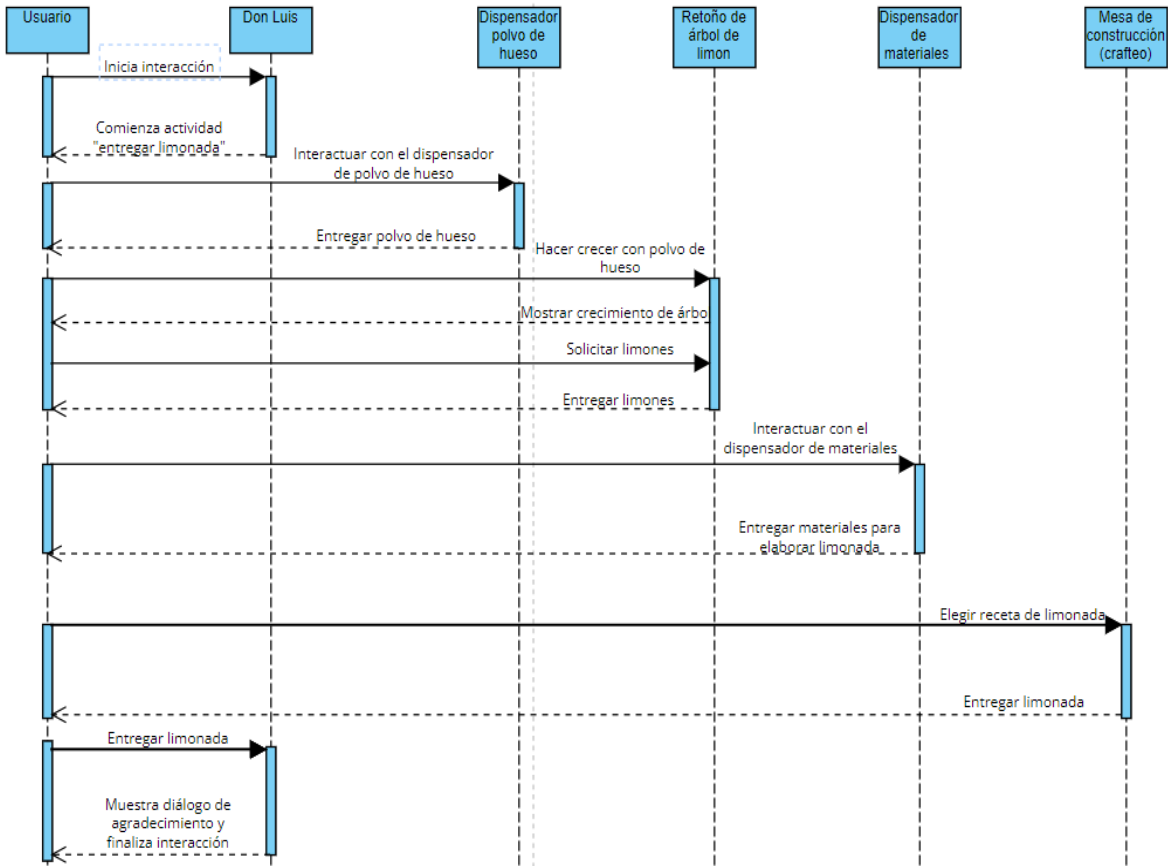 Usuario
Don Luis
Dispensador
polvo de
hueso
Retoño de
árbol de
limon
Dispensador
de
materiales
Mesa de
construcción
(crafteo)
Inicia interacción
Comienza actividad
"entregar limonada"
Interactuar con el dispensador
de polvo de hueso
Entregar polvo de hueso
Hacer crecer con polvo de
hueso
Mostrar crecimiento de árbo
Solicitar limones
Entregar limones
Interactuar con el
dispensador de materiales
Entregar materiales para
elaborar limonada
Elegir receta de limonada
Entregar limonada
Entregar limonada
Muestra diálogo de
agradecimiento y
finaliza interacción